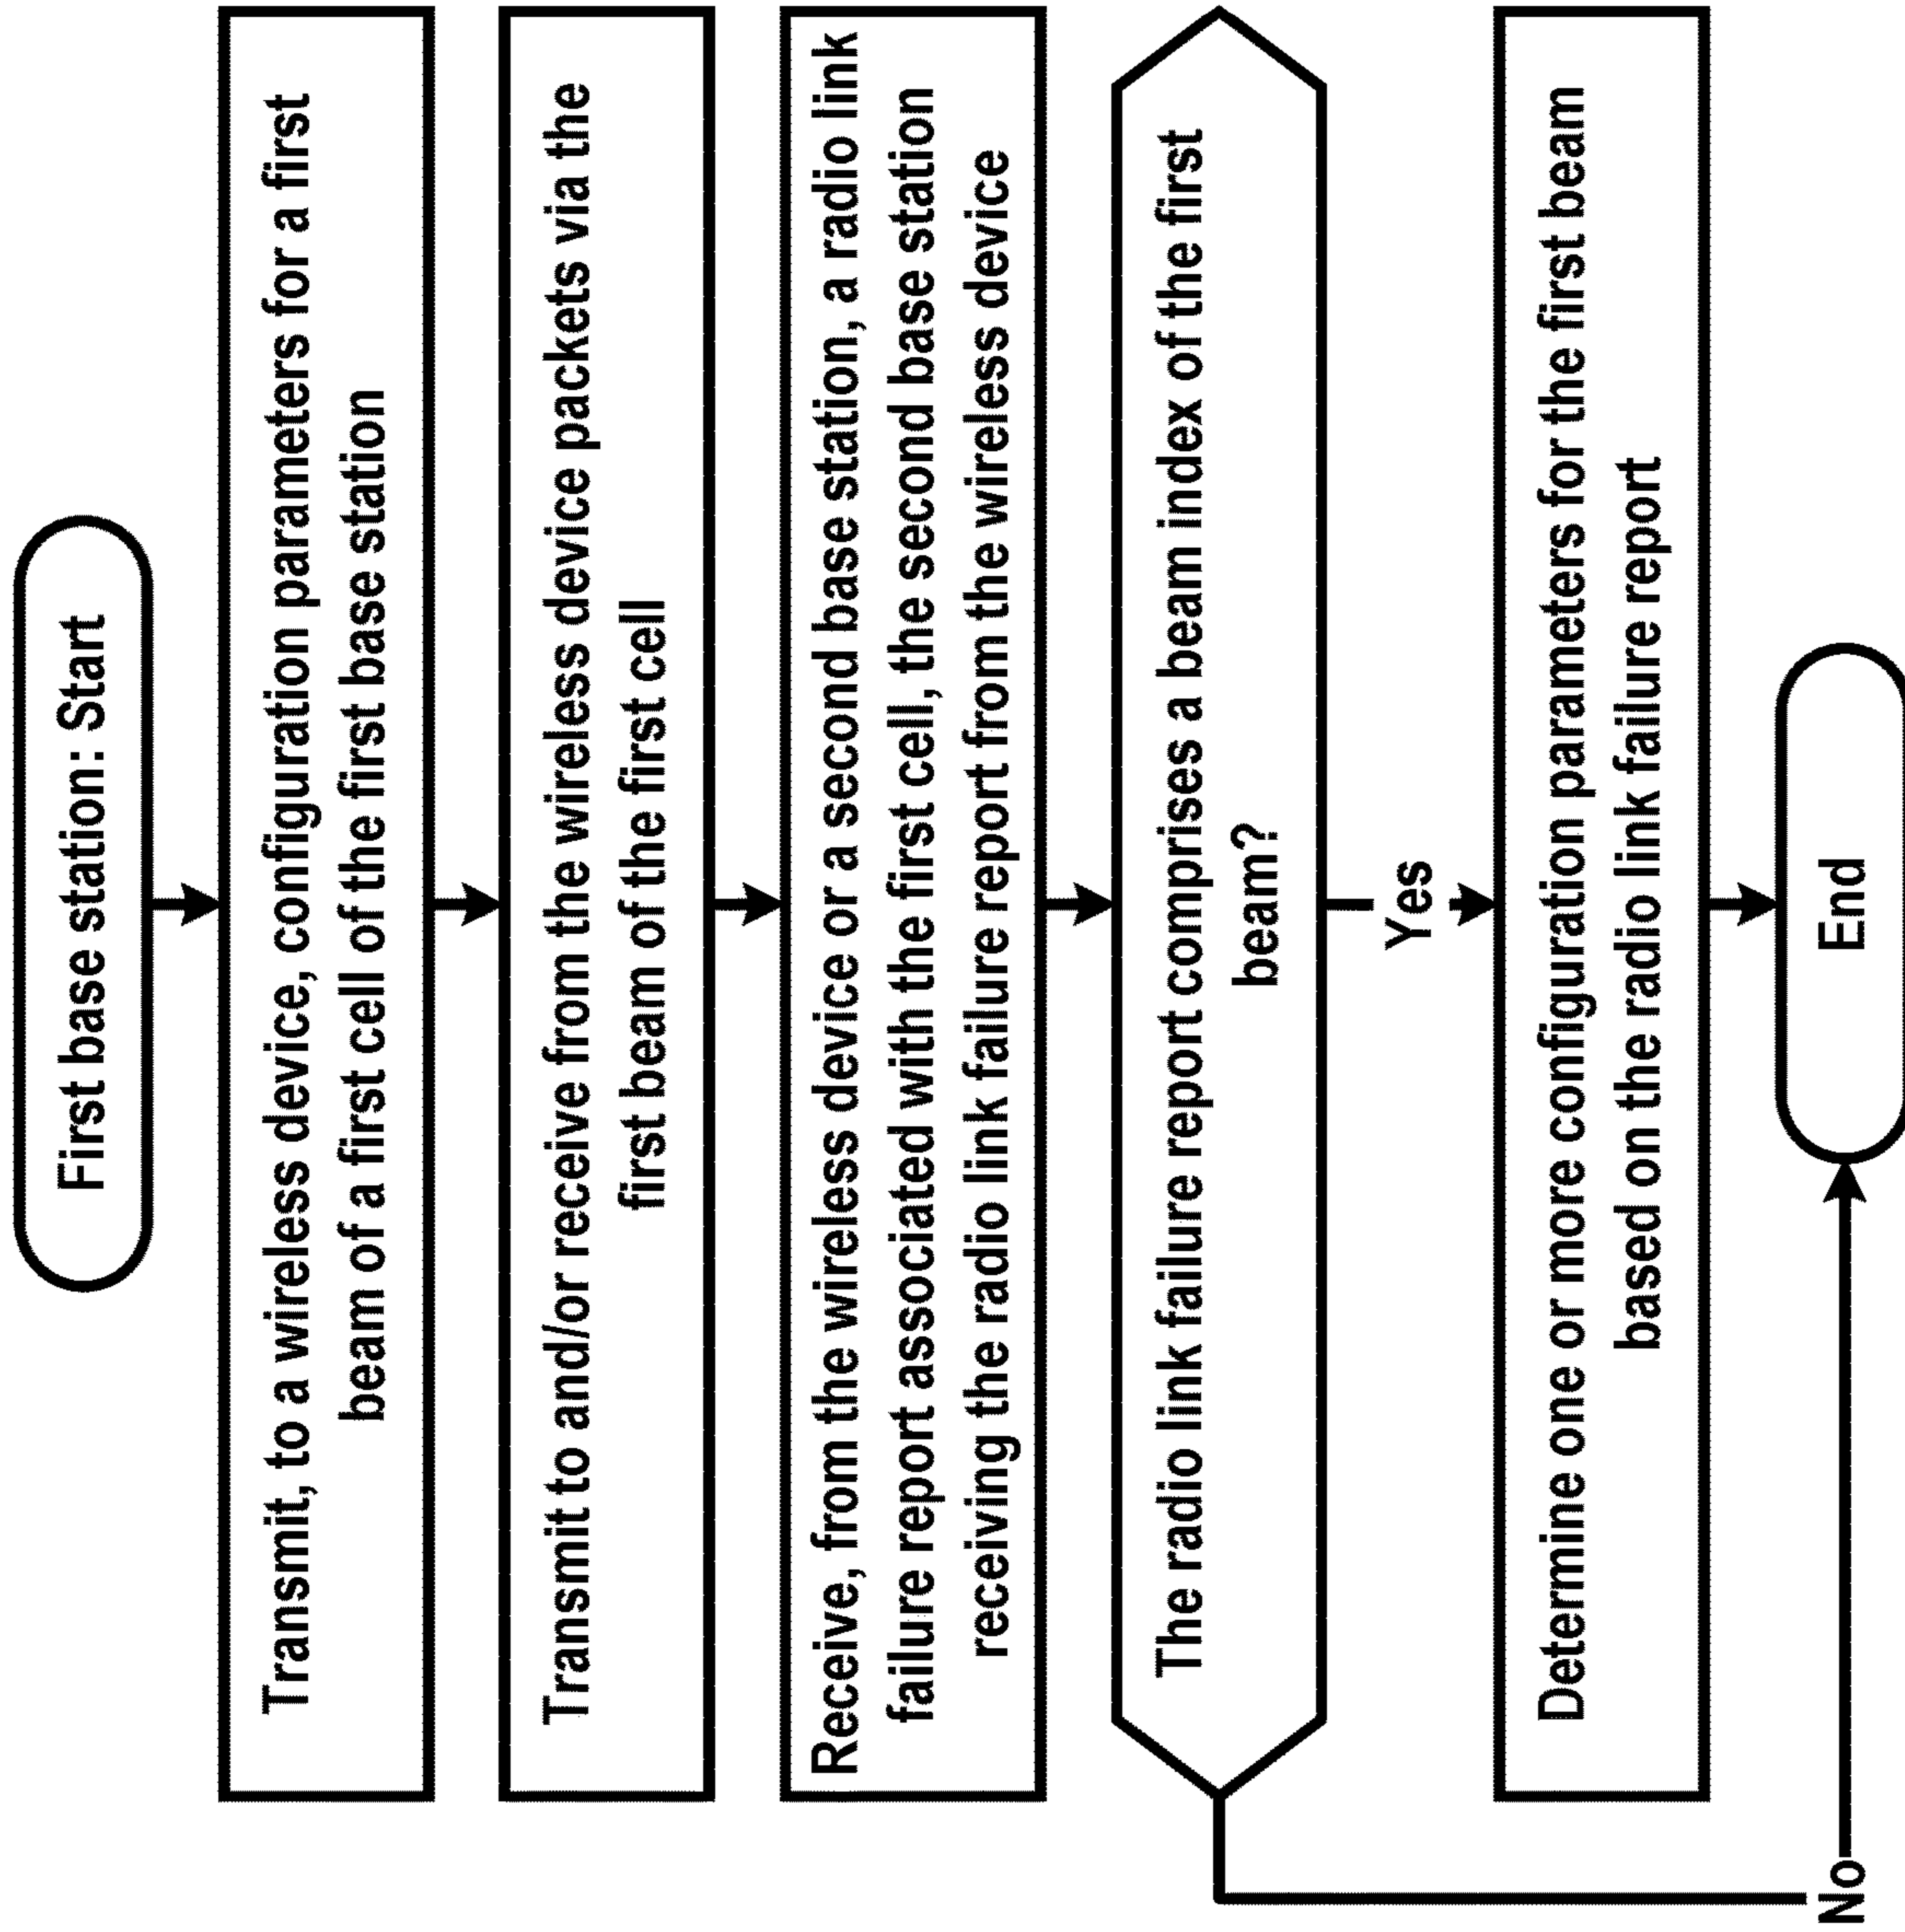 First base station: Start
Transmit, to a wireless device, configuration parameters for a first
beam of a first cell of the first base station
Transmit to and/or receive from the wireless device packets via the
first beam of the first cell
Receive, from the wireless device or a second base station, a radio link
failure report associated with the first cell, the second base station
receiving the radio link failure report from the wireless device
The radio link failure report comprises a beam index of the first
beam?
Yes
Determine one or more configuration parameters for the first beam
based on the radio link failure report
No
End